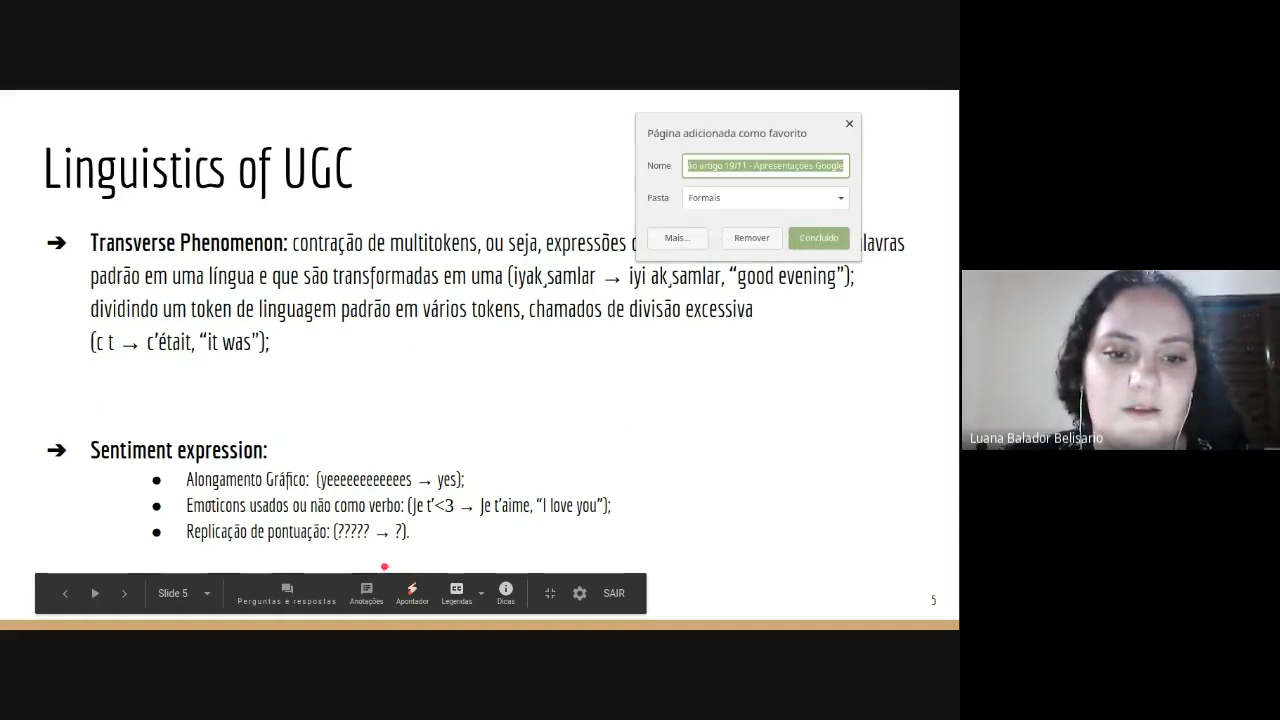 Linguistics of UGC
Página adicionada como favorito
Nome
ão artigo 19/11 - Apresentações Google
Pasta
Formais
Mais...
Remover
Concluído
➔ Transverse Phenomenon: contração de multitokens, ou seja, expressões lavras
padrão em uma língua e que são transformadas em uma (iyak¸samlar → iyi ak¸samlar, “good evening”);
dividindo um token de linguagem padrão em vários tokens, chamados de divisão excessiva
(c t → c’était, “it was”);
➔ Sentiment expression:
● Alongamento Gráfico: (yeeeeeeeeeeees → yes);
● Emoticons usados ou não como verbo: (Je t’<3 → Je t’aime, “I love you”);
● Replicação de pontuação: (????? → ?).
Slide 5
Perguntas e respostas
Anotações
Apontador
Legendas
Dicas
SAIR
5
Luana Balador Belisario